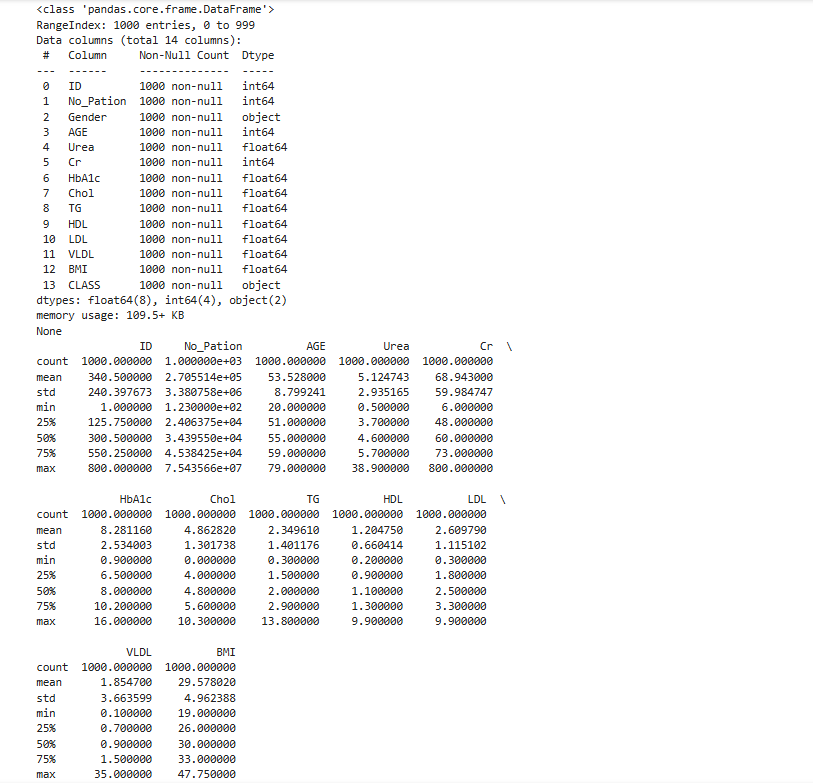 <class 'pandas.core.frame.DataFrame'>
RangeIndex: 1000 entries, 0 to 999
Data columns (total 14 columns):
 #   Column     Non-Null Count  Dtype
---  ------     --------------  -----
 0   ID         1000 non-null   int64
 1   No_Pation  1000 non-null   int64
 2   Gender     1000 non-null   object
 3   AGE        1000 non-null   int64
 4   Urea       1000 non-null   float64
 5   Cr         1000 non-null   int64
 6   HbA1c      1000 non-null   float64
 7   Chol       1000 non-null   float64
 8   TG         1000 non-null   float64
 9   HDL        1000 non-null   float64
 10  LDL        1000 non-null   float64
 11  VLDL       1000 non-null   float64
 12  BMI        1000 non-null   float64
 13  CLASS      1000 non-null   object
dtypes: float64(8), int64(4), object(2)
memory usage: 109.5+ KB
None
                ID     No_Pation          AGE         Urea           Cr  \
count  1000.000000  1.000000e+03  1000.000000  1000.000000  1000.000000
mean    340.500000  2.705514e+05    53.528000     5.124743    68.943000
std     240.397673  3.380758e+06     8.799241     2.935165    59.984747
min       1.000000  1.230000e+02    20.000000     0.500000     6.000000
25%     125.750000  2.406375e+04    51.000000     3.700000    48.000000
50%     300.500000  3.439550e+04    55.000000     4.600000    60.000000
75%     550.250000  4.538425e+04    59.000000     5.700000    73.000000
max     800.000000  7.543566e+07    79.000000    38.900000   800.000000
             HbA1c         Chol           TG          HDL          LDL  \
count  1000.000000  1000.000000  1000.000000  1000.000000  1000.000000
mean      8.281160     4.862820     2.349610     1.204750     2.609790
std       2.534003     1.301738     1.401176     0.660414     1.115102
min       0.900000     0.000000     0.300000     0.200000     0.300000
25%       6.500000     4.000000     1.500000     0.900000     1.800000
50%       8.000000     4.800000     2.000000     1.100000     2.500000
75%      10.200000     5.600000     2.900000     1.300000     3.300000
max      16.000000    10.300000    13.800000     9.900000     9.900000
              VLDL          BMI
count  1000.000000  1000.000000
mean      1.854700    29.578020
std       3.663599     4.962388
min       0.100000    19.000000
25%       0.700000    26.000000
50%       0.900000    30.000000
75%       1.500000    33.000000
max      35.000000    47.750000